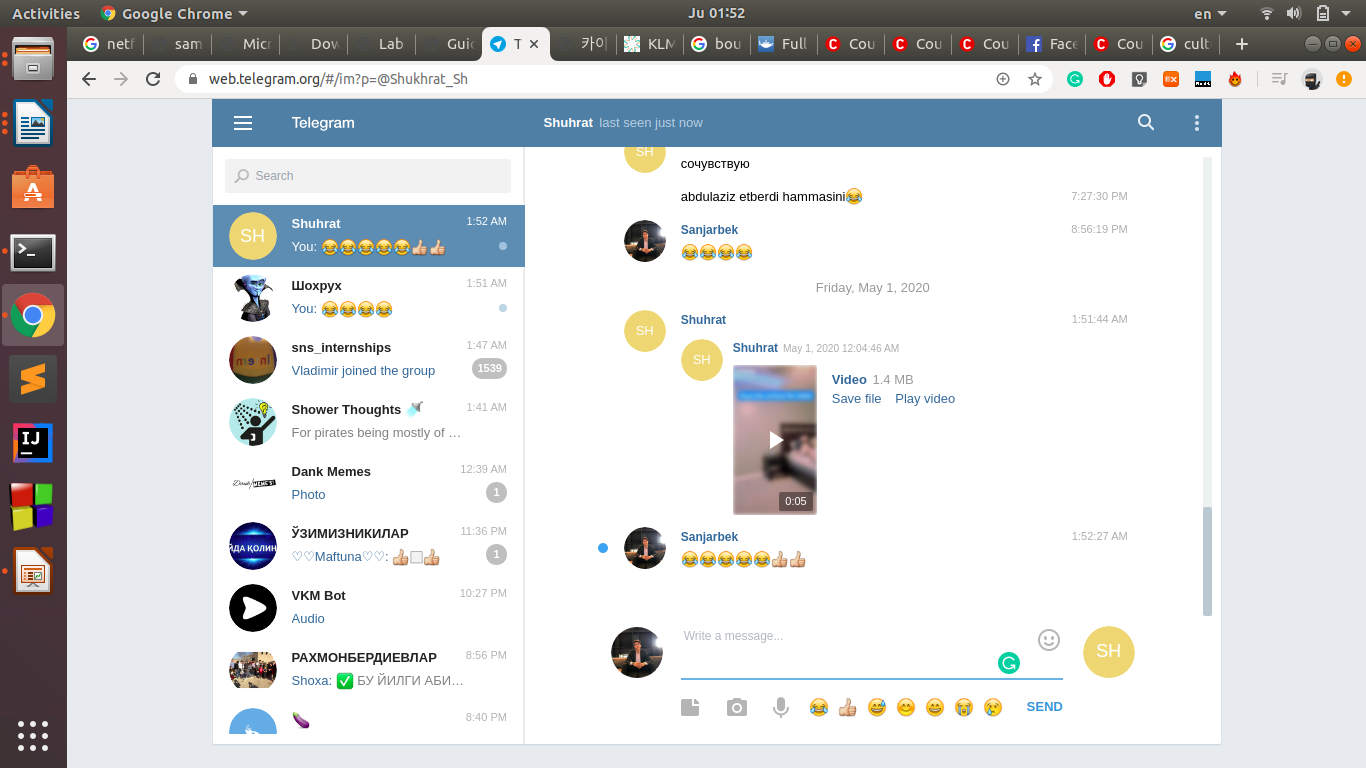 Activities
Google Chrome
Ju 01:52
en
netf
sam
Micr
Dow
Lab
Guid
T
카이
KLM
bou
Full
Cou
Cou
Cou
Face
Cou
cult
web.telegram.org/#/im?p=@Shukhrat_Sh
Telegram
Shuhrat last seen just now
Search
SH
Shuhrat
1:52 AM
You: 😂😂😂😂😂👍🏼👍🏼
Шохрух
1:51 AM
You: 😂😂😂😂
sns_internships
1:47 AM
Vladimir joined the group
1539
Shower Thoughts 🚿
1:41 AM
For pirates being mostly of …
Dank Memes
12:39 AM
Photo
1
ЎЗИМИЗНИКИЛАР
11:36 PM
♡♡Maftuna♡♡: 👍🏼⬜👍🏼
1
VKM Bot
10:27 PM
Audio
РАХМОНБЕРДИЕВЛАР
8:56 PM
Shoxa: ✅ БУ ЙИЛГИ АБИ…
🍆
8:40 PM
SH
сочувствую
abdulaziz etberdi hammasini😂
7:27:30 PM
Sanjarbek
8:56:19 PM
😂😂😂😂
Friday, May 1, 2020
SH
Shuhrat
1:51:44 AM
SH
Shuhrat May 1, 2020 12:04:46 AM
Video 1.4 MB
Save file Play video
0:05
Sanjarbek
1:52:27 AM
😂😂😂😂😂👍🏼👍🏼
Write a message...
SH
😂👍🏼😅😊😄😭😢
SEND